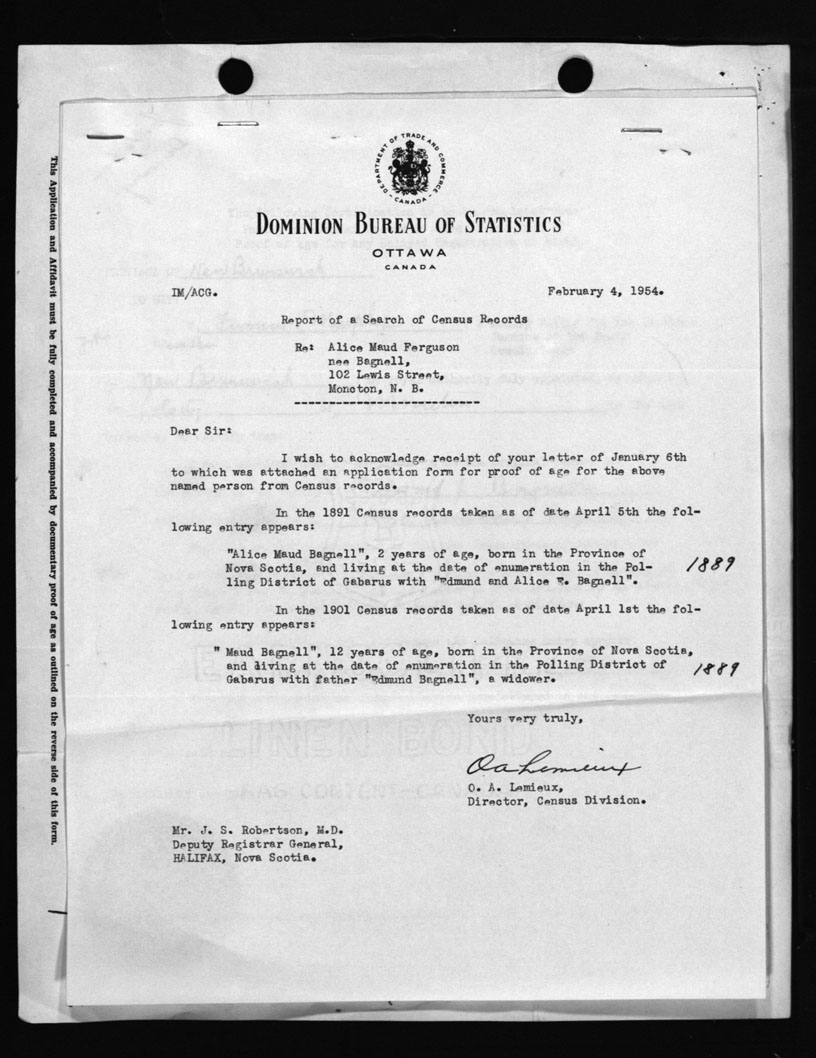 DEPARTMENT OF TRADE AND COMMERCE
- CANADA -
DOMINION BUREAU OF STATISTICS
OTTAWA
CANADA
IM/ACG.
February 4, 1954.
Report of a Search of Census Records
Re: Alice Maud Ferguson
nee Bagnell,
102 Lewis Street,
Moncton, N. B.
---------------------------
Dear Sir:
I wish to acknowledge receipt of your letter of January 6th
to which was attached an application form for proof of age for the above
named person from Census records.
In the 1891 Census records taken as of date April 5th the fol-
lowing entry appears:
"Alice Maud Bagnell", 2 years of age, born in the Province of
Nova Scotia, and living at the date of enumeration in the Pol-
ling District of Gabarus with "Edmund and Alice E. Bagnell".
1889
In the 1901 Census records taken as of date April 1st the fol-
lowing entry appears:
" Maud Bagnell", 12 years of age, born in the Province of Nova Scotia,
and living at the date of enumeration in the Polling District of
Gabarus with father "Edmund Bagnell", a widower.
1889
Yours very truly,
O a Lemieux
O. A. Lemieux,
Director, Census Division.
Mr. J. S. Robertson, M.D.
Deputy Registrar General,
HALIFAX, Nova Scotia.
This Application and Affidavit must be fully completed and accompanied by documentary proof of age as outlined on the reverse side of this form.
New Brunswick
LINEN BOND
RAG CONTENT